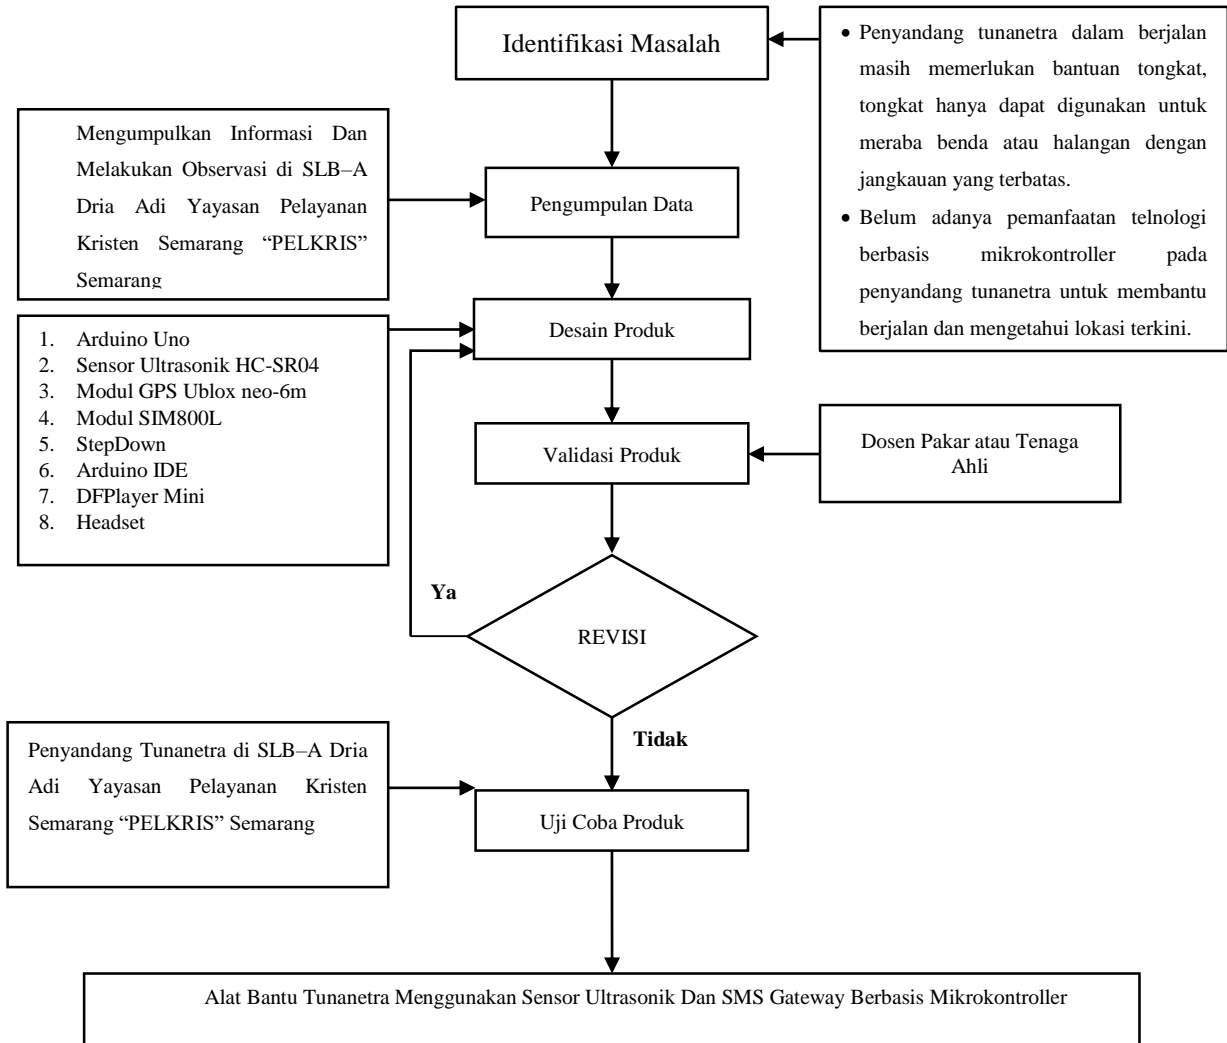 Identifikasi Masalah
• Penyandang tunanetra dalam berjalan
masih memerlukan bantuan tongkat,
tongkat hanya dapat digunakan untuk
meraba benda atau halangan dengan
jangkauan yang terbatas.
• Belum adanya pemanfaatan telnologi
berbasis mikrokontroller pada
penyandang tunanetra untuk membantu
berjalan dan mengetahui lokasi terkini.
Mengumpulkan Informasi Dan
Melakukan Observasi di SLB–A
Dria Adi Yayasan Pelayanan
Kristen Semarang “PELKRIS”
Semarang
Pengumpulan Data
1. Arduino Uno
2. Sensor Ultrasonik HC-SR04
3. Modul GPS Ublox neo-6m
4. Modul SIM800L
5. StepDown
6. Arduino IDE
7. DFPlayer Mini
8. Headset
Desain Produk
Validasi Produk
Dosen Pakar atau Tenaga
Ahli
Ya
REVISI
Tidak
Penyandang Tunanetra di SLB–A Dria
Adi Yayasan Pelayanan Kristen
Semarang “PELKRIS” Semarang
Uji Coba Produk
Alat Bantu Tunanetra Menggunakan Sensor Ultrasonik Dan SMS Gateway Berbasis Mikrokontroller